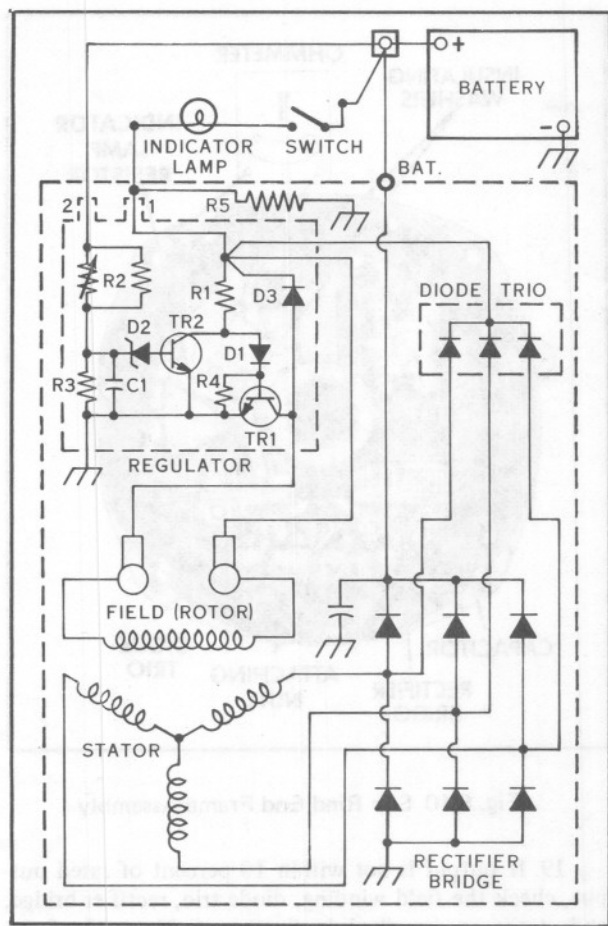 +
BATTERY
-
INDICATOR
LAMP
SWITCH
BAT.
2
1
R5
R2
R1
D3
DIODE TRIO
D2
TR2
D1
R3
C1
R4
TR1
REGULATOR
FIELD (ROTOR)
STATOR
RECTIFIER
BRIDGE